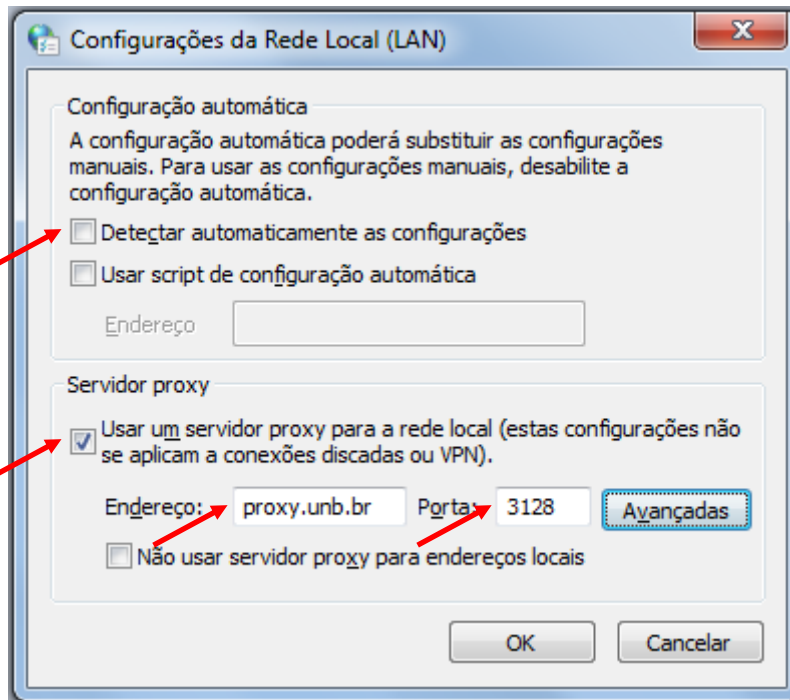 Configurações da Rede Local (LAN)
Configuração automática
A configuração automática poderá substituir as configurações
manuais. Para usar as configurações manuais, desabilite a
configuração automática.
Detectar automaticamente as configurações
Usar script de configuração automática
Endereço
Servidor proxy
Usar um servidor proxy para a rede local (estas configurações não
se aplicam a conexões discadas ou VPN).
Endereço: proxy.unb.br Porta: 3128 Avançadas
Não usar servidor proxy para endereços locais
OK Cancelar